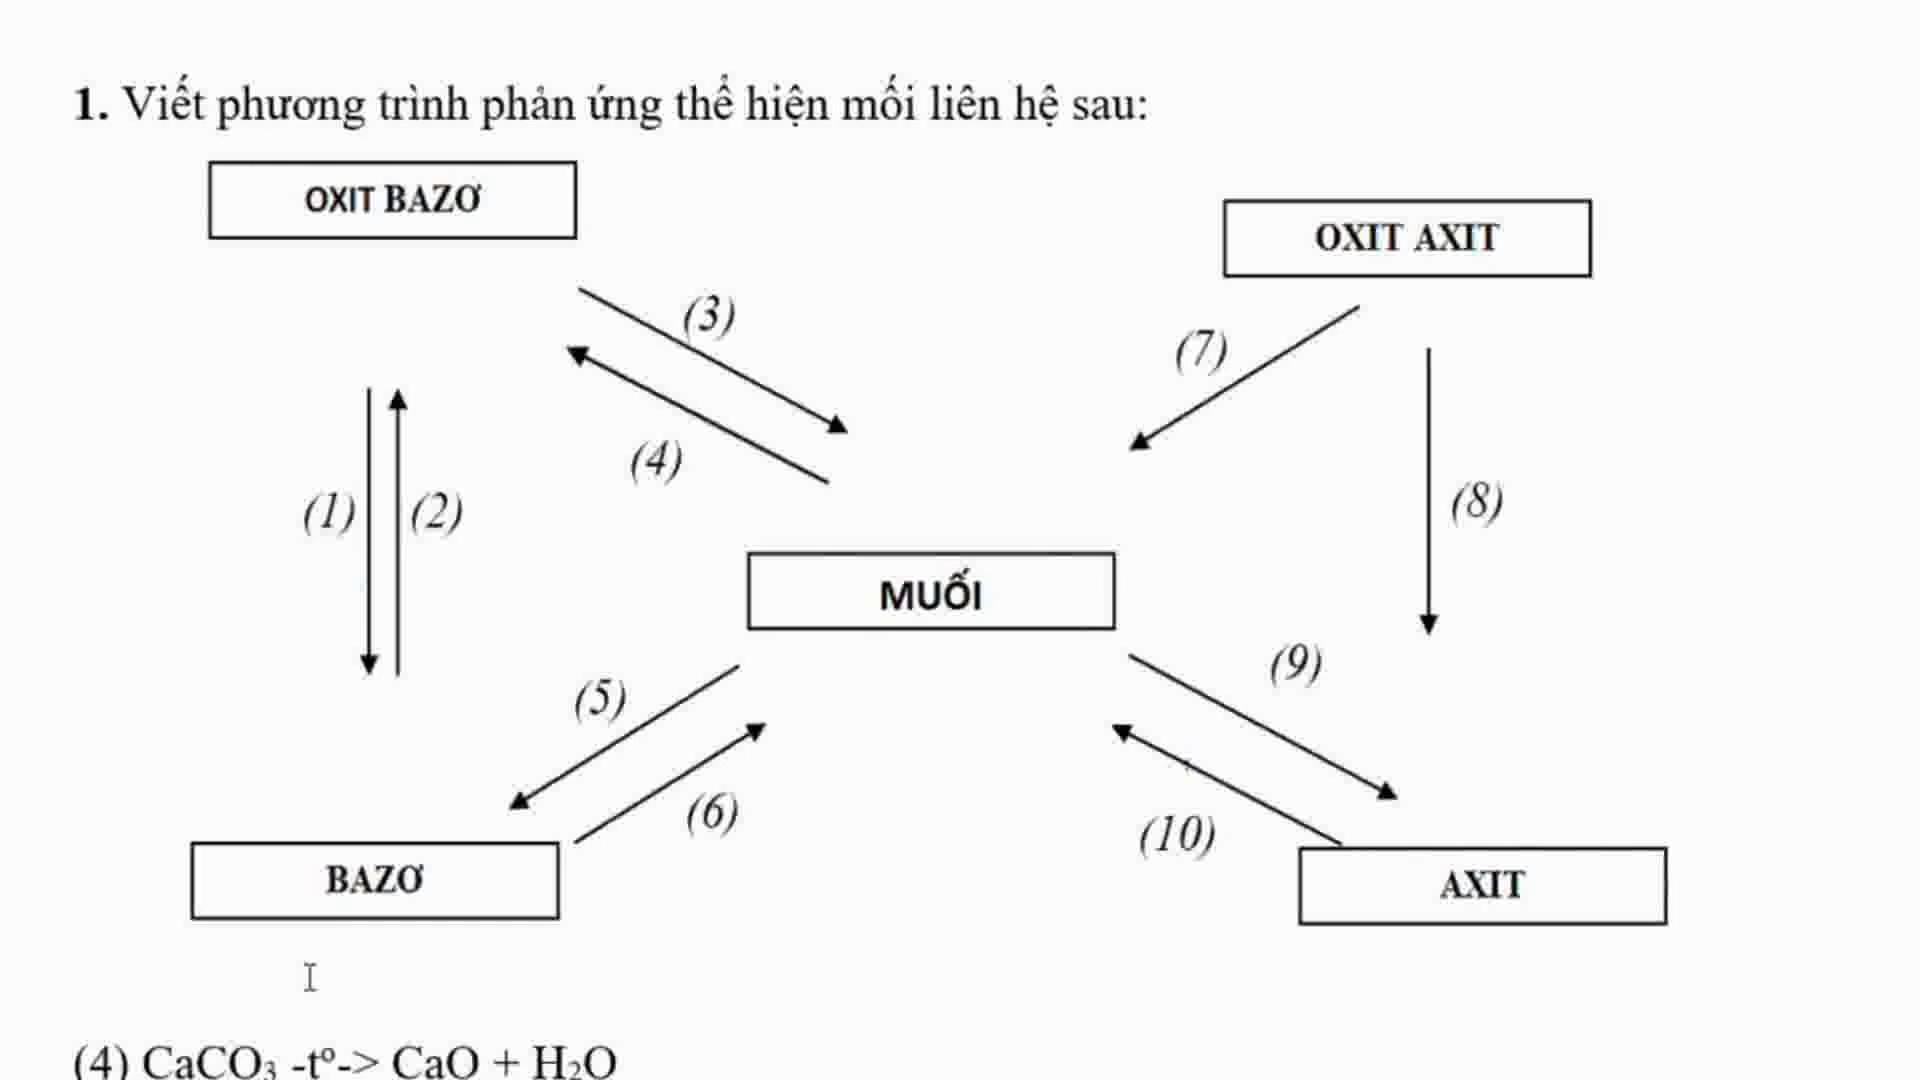 1. Viết phương trình phản ứng thể hiện mối liên hệ sau:
OXIT BAZƠ
OXIT AXIT
(3)
(7)
(4)
(1)
(2)
(8)
MUỐI
(5)
(9)
(6)
(10)
BAZƠ
AXIT
(4) CaCO₃ -tº-> CaO + H₂O